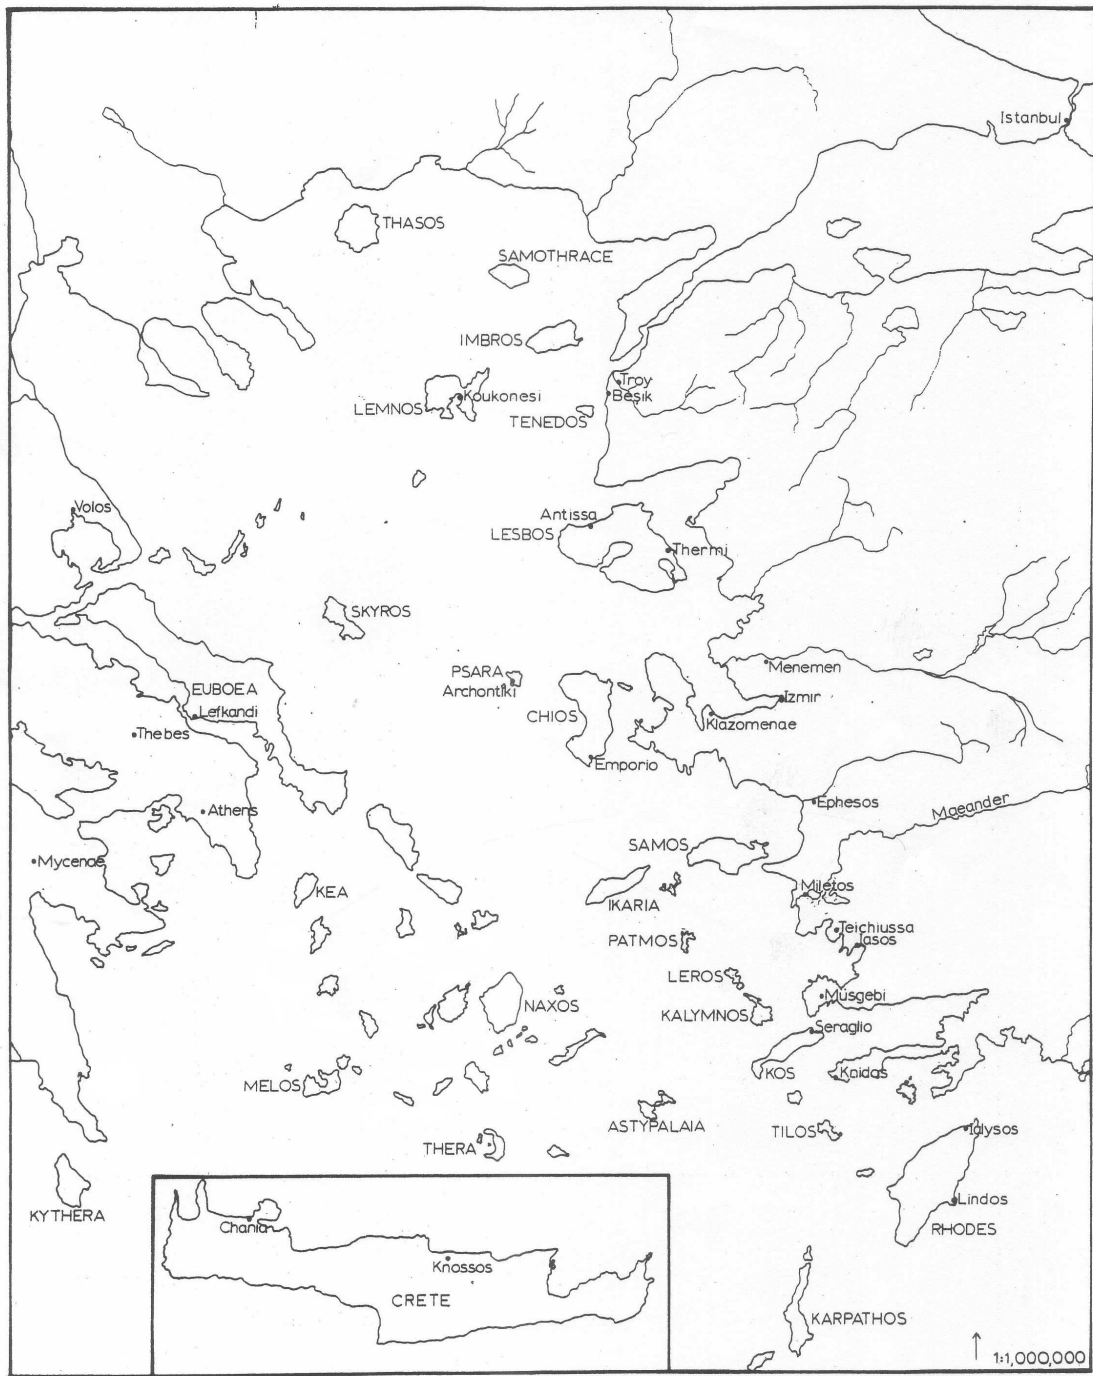 Istanbul
THASOS
SAMOTHRACE
IMBROS
Troy
Beşik
Koukonesi
LEMNOS
TENEDOS
Volos
Antissa
LESBOS
Thermi
SKYROS
PSARA
Archontiki
Menemen
EUBOEA
Izmir
Lefkandi
CHIOS
Klazomenae
Thebes
Emporio
Ephesos
Maeander
Athens
SAMOS
Mycenae
KEA
IKARIA
Miletos
Teichiussa
Iasos
PATMOS
LEROS
Müsgebi
NAXOS
KALYMNOS
Seraglio
KOS
Knidos
MELOS
ASTYPALAIA
TILOS
Ialysos
THERA
Lindos
KYTHERA
RHODES
Chania
Knossos
CRETE
KARPATHOS
1:1,000,000